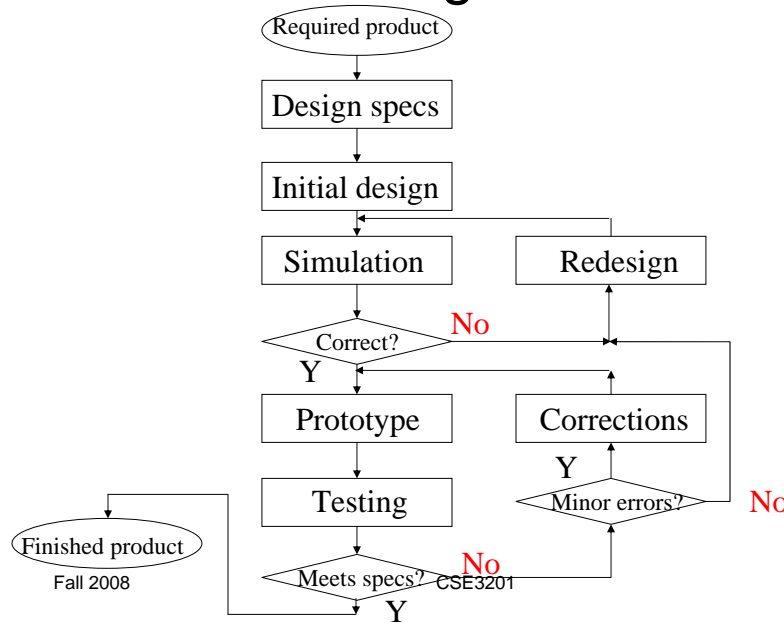 Required product
Design specs
Initial design
Simulation
Redesign
Correct?
No
Y
Prototype
Corrections
Y
Testing
Minor errors?
No
Finished product
Meets specs?
No
Y
Fall 2008
CSE3201